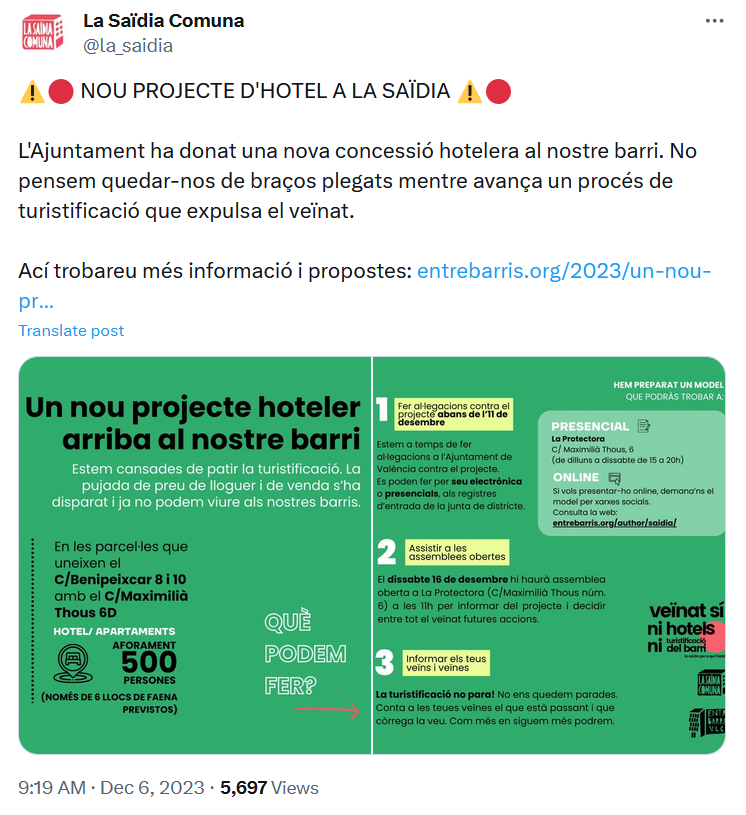 La Saïdia Comuna
@la_saidia
⚠️🔴 NOU PROJECTE D'HOTEL A LA SAÏDIA ⚠️🔴
L'Ajuntament ha donat una nova concessió hotelera al nostre barri. No
pensem quedar-nos de braços plegats mentre avança un procés de
turistificació que expulsa el veïnat.
Ací trobareu més informació i propostes: entrebarris.org/2023/un-nou-
pr…
Translate post
Un nou projecte hoteler
arriba al nostre barri
Estem cansades de patir la turistificació. La
pujada de preu de lloguer i de venda s'ha
disparat i ja no podem viure als nostres barris.
En les parcel·les que
uneixen el
C/Benipeixcar 8 i 10
amb el C/Maximilià
Thous 6D
HOTEL/ APARTAMENTS
AFORAMENT
500
PERSONES
(NOMÉS DE 6 LLOCS DE FAENA
PREVISTOS)
QUÈ
PODEM
FER?
1
Fer al·legacions contra el
projecte abans de l'11 de
desembre
Estem a temps de fer
al·legacions a l'Ajuntament de
València contra el projecte.
Es poden fer per seu electrònica
o presencials, als registres
d'entrada de la junta de districte.
HEM PREPARAT UN MODEL
QUE PODRÀS TROBAR A:
PRESENCIAL
La Protectora
C/ Maximilià Thous, 6
(de dilluns a dissabte de 15 a 20h)
ONLINE
Si vols presentar-ho online, demana'ns el
model per xarxes socials.
Consulta la web:
entrebarris.org/author/saidia/
2
Assistir a les
assemblees obertes
El dissabte 16 de desembre hi haurà assemblea
oberta a La Protectora (C/Maximilià Thous núm.
6) a les 11h per informar del projecte i decidir
entre tot el veïnat futures accions.
3
Informar els teus
veïns i veïnes
La turistificació no para! No ens quedem parades.
Conta a les teues veïnes el que està passant i que
còrrega la veu. Com més en siguem més podrem.
veïnat sí
ni hotels
ni turistificació
del barri
LA SAÏDIA
COMUNA
9:19 AM · Dec 6, 2023 · 5,697 Views